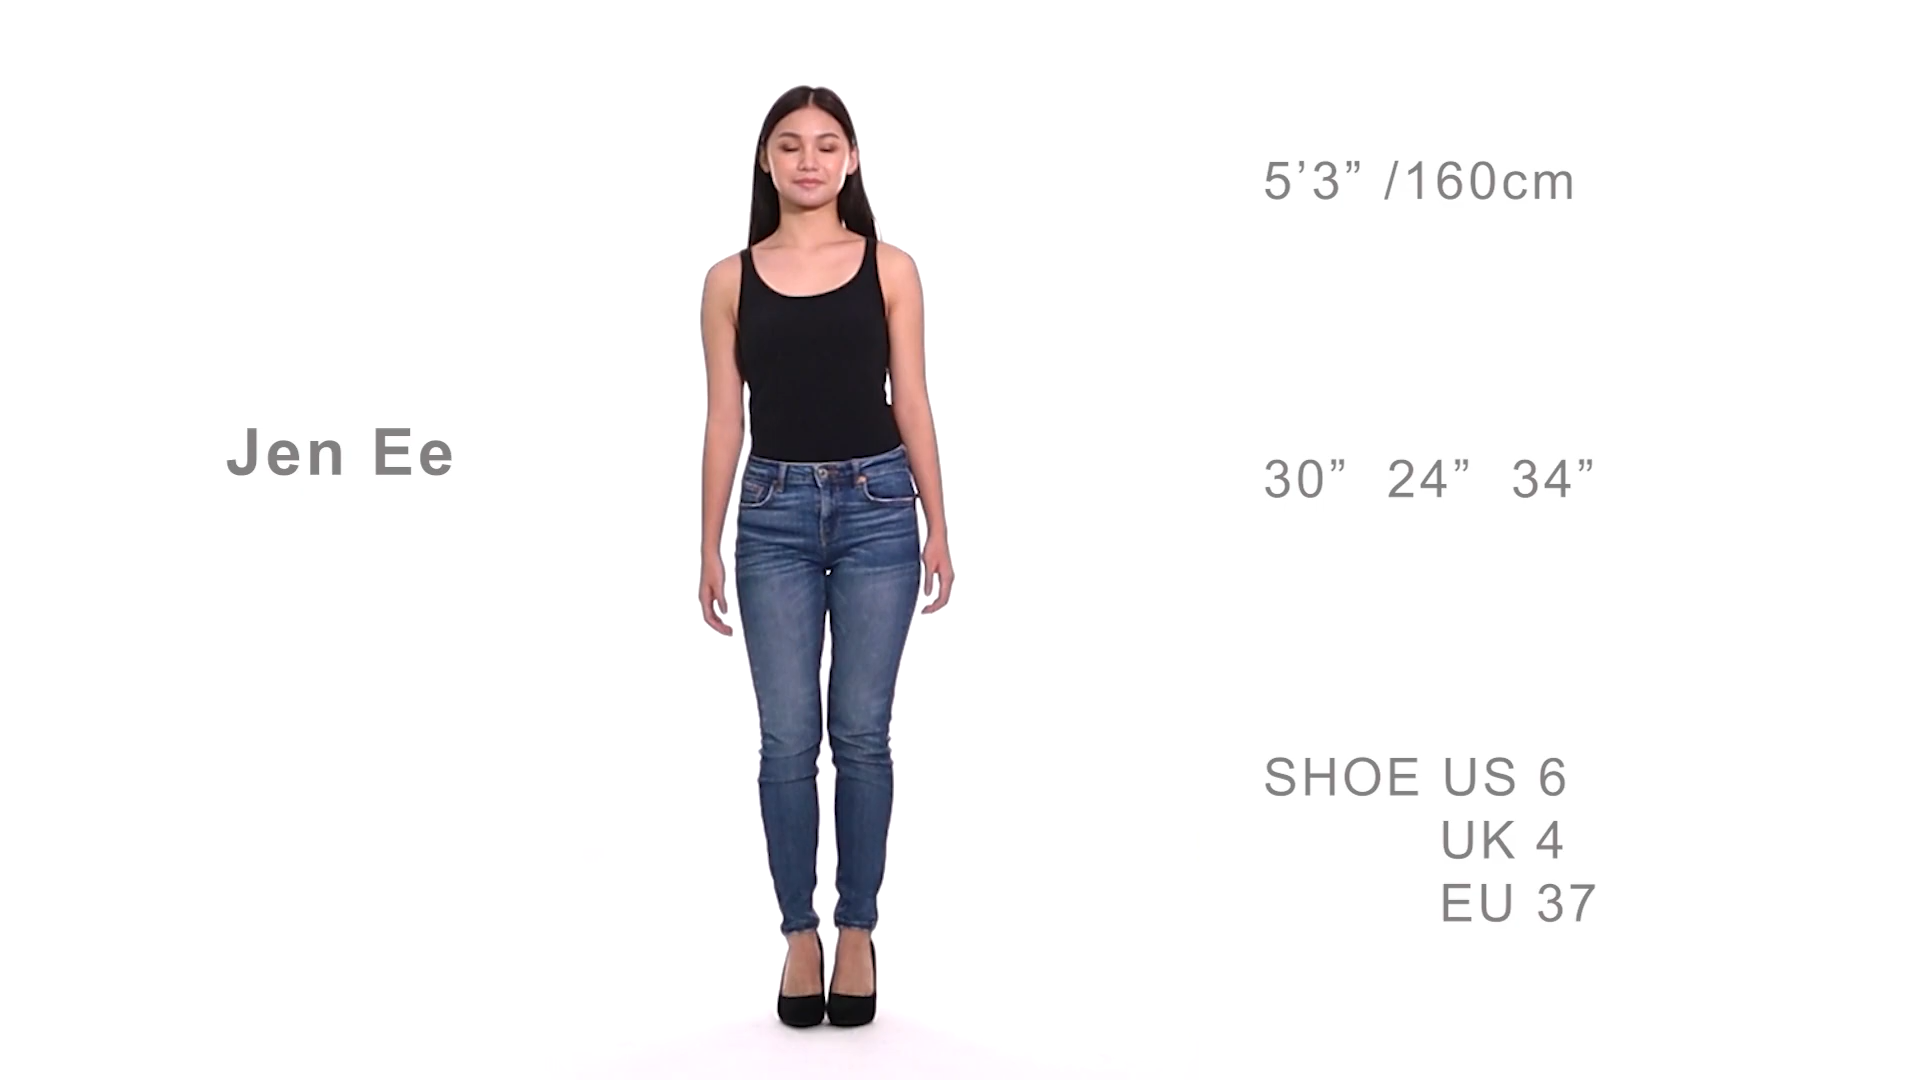 Jen Ee
5’3” /160cm
30” 24” 34”
SHOE US 6
UK 4
EU 37